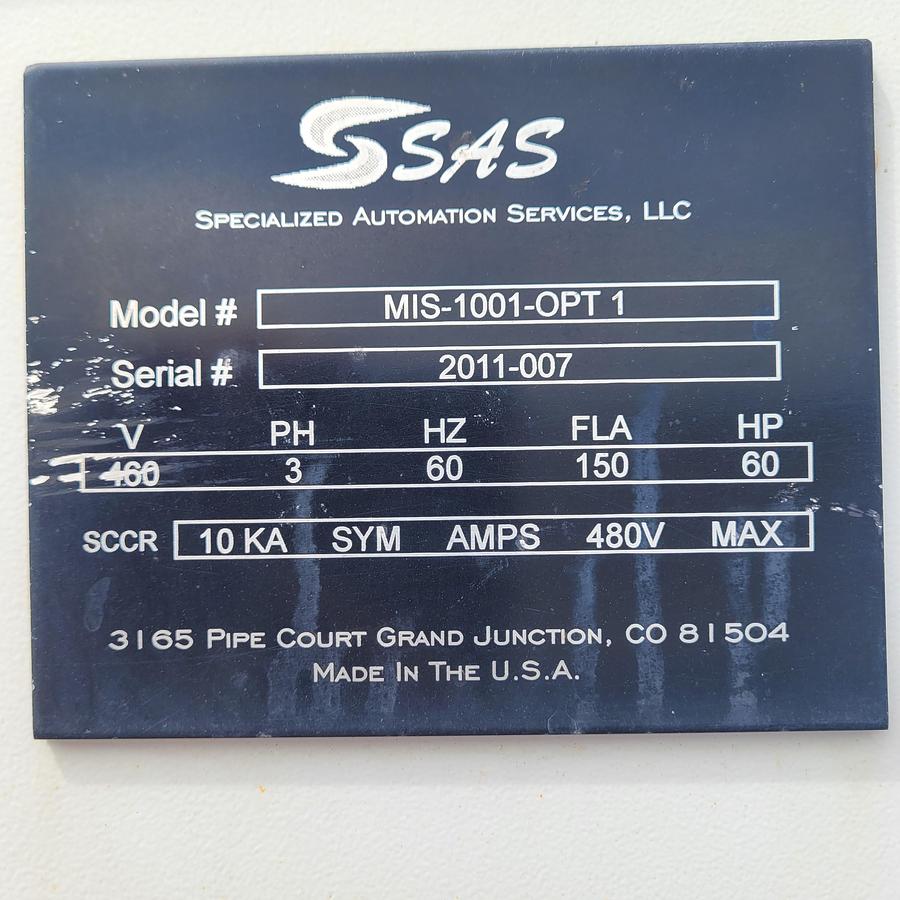 SSAS
SPECIALIZED AUTOMATION SERVICES, LLC
Model # MIS-1001-OPT 1
Serial # 2011-007
V PH HZ FLA HP
460 3 60 150 60
SCCR 10 KA SYM AMPS 480V MAX
3165 PIPE COURT GRAND JUNCTION, CO 81504
MADE IN THE U.S.A.